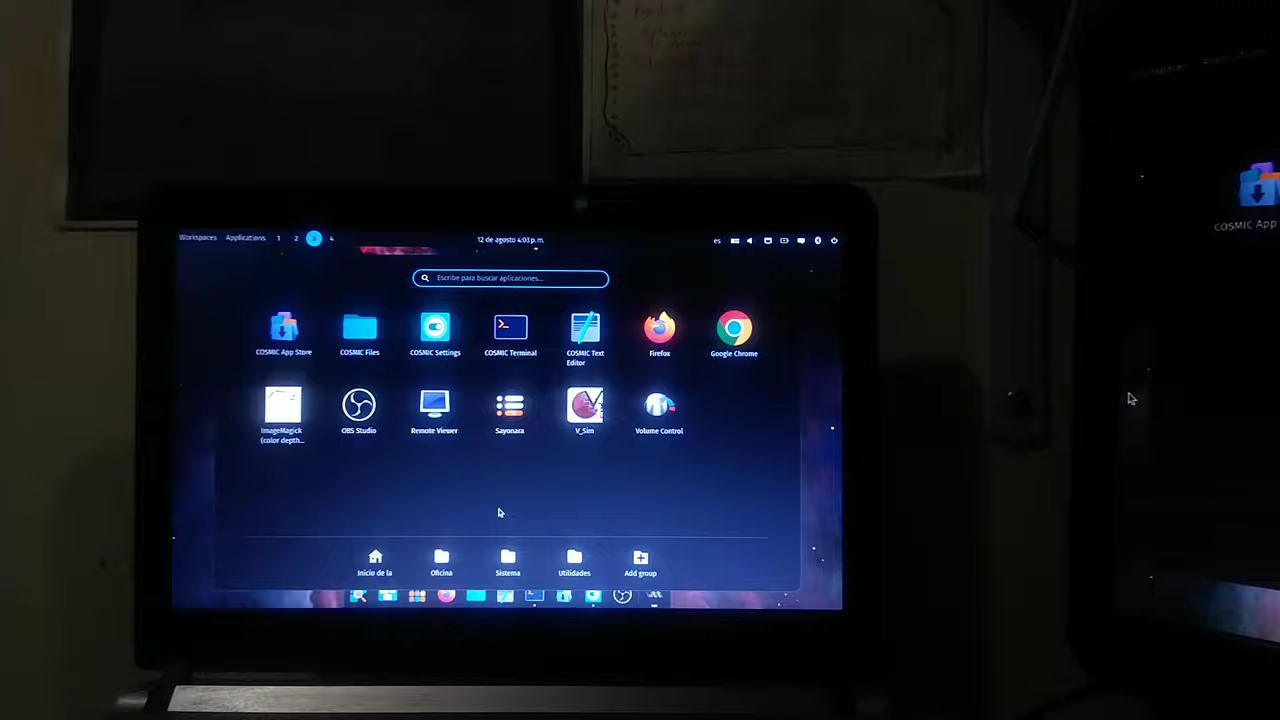 Workspaces Applications 1 2 3 4 12 de agosto 4:03 p.m. es
Escribe para buscar aplicaciones...
COSMIC App Store COSMIC Files COSMIC Settings COSMIC Terminal COSMIC Text Editor Firefox Google Chrome
ImageMagick (color depth... OBS Studio Remote Viewer Sayonara V_Sim Volume Control
Inicio de la Oficina Sistema Utilidades Add group
COSMIC App